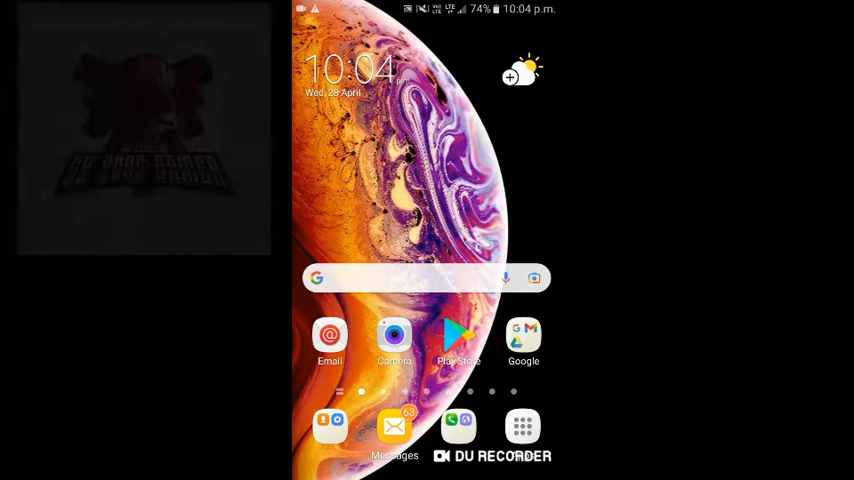 74% 10:04 p.m.
10:04 p.m.
Wed, 28 April
Email
Camera
Play Store
Google
63
Messages
DU RECORDER